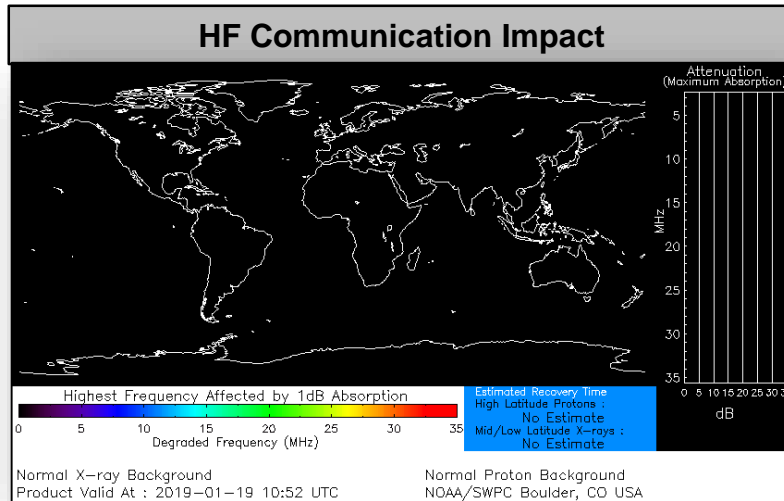 HF Communication Impact
Attenuation
(Maximum Absorption)
5
10
15
20
25
30
35
MHz
0 5 10 15 20 25 30 3
dB
Highest Frequency Affected by 1dB Absorption
0 5 10 15 20 25 30 35
Degraded Frequency (MHz)
Estimated Recovery Time
High Latitude Protons :
No Estimate
Mid/Low Latitude X-rays :
No Estimate
Normal X-ray Background
Product Valid At : 2019-01-19 10:52 UTC
Normal Proton Background
NOAA/SWPC Boulder, CO USA